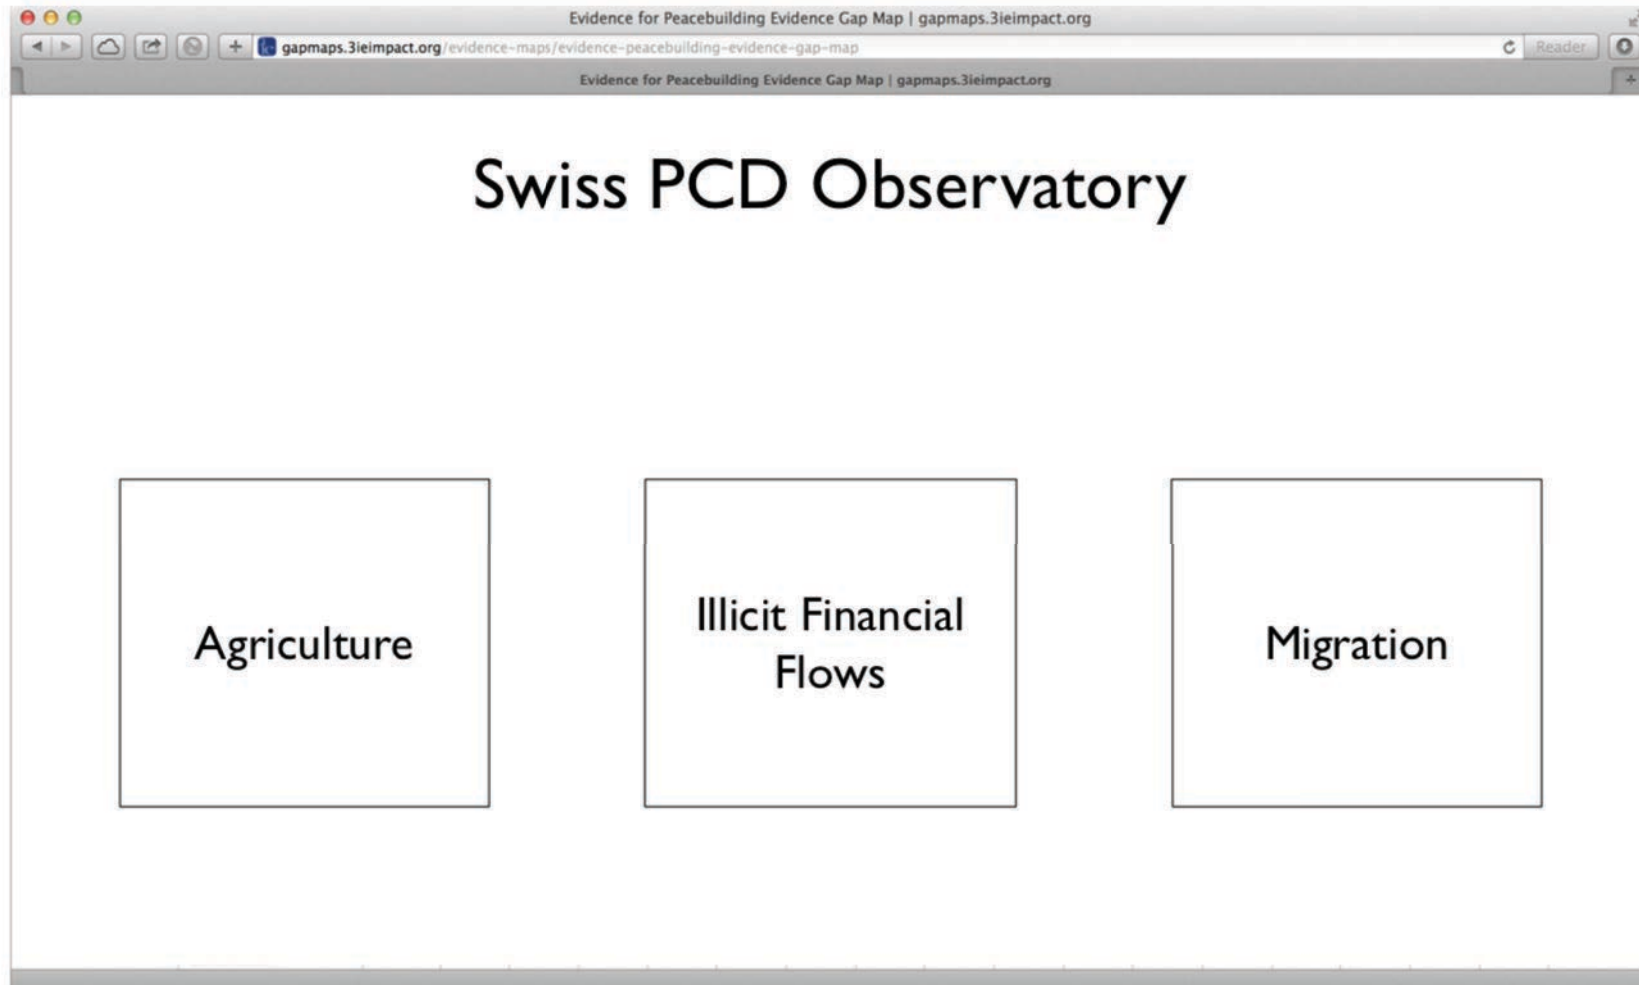 Evidence for Peacebuilding Evidence Gap Map | gapmaps.3ieimpact.org
gapmaps.3ieimpact.org/evidence-maps/evidence-peacebuilding-evidence-gap-map
Reader
Evidence for Peacebuilding Evidence Gap Map | gapmaps.3ieimpact.org
Swiss PCD Observatory
Agriculture
Illicit Financial
Flows
Migration